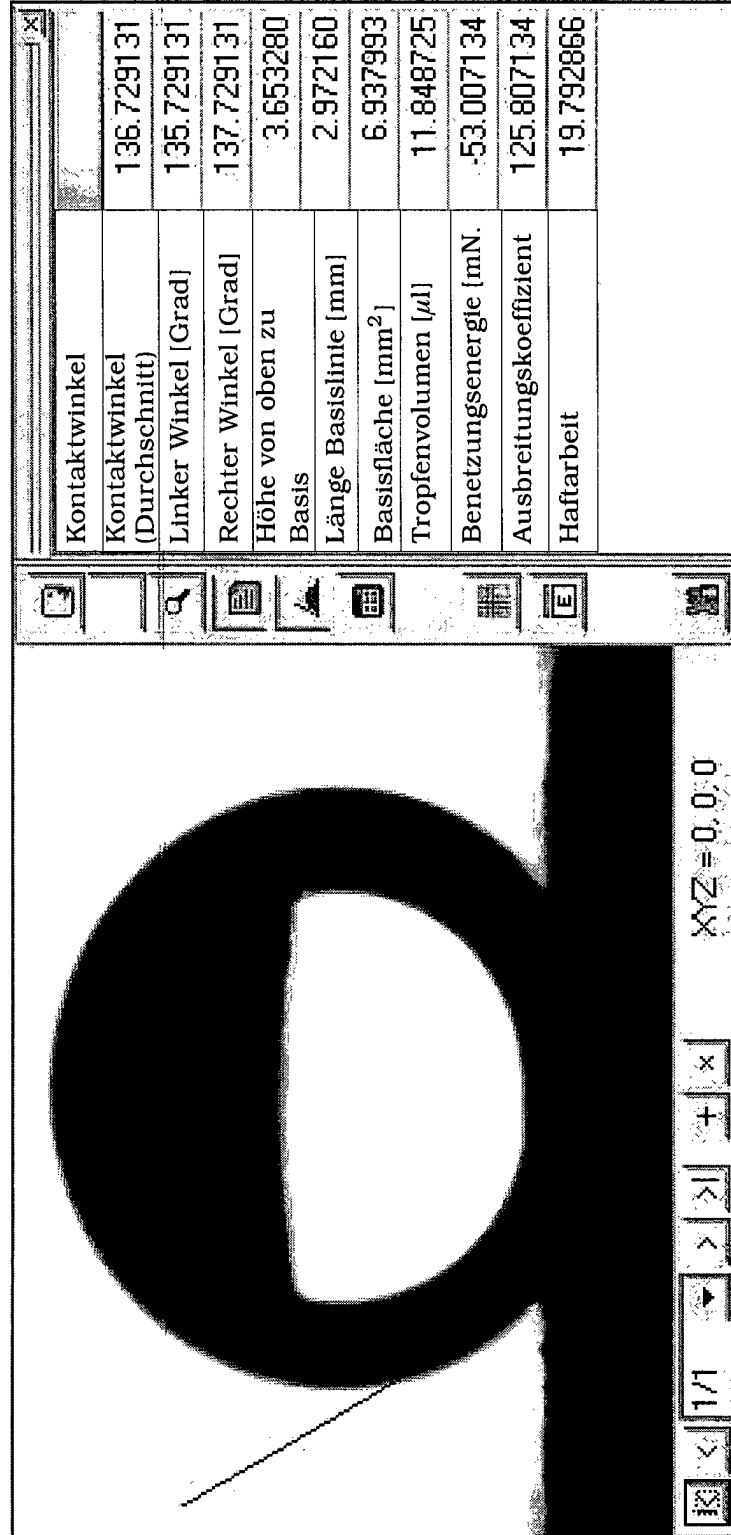 Kontaktwinkel
Kontaktwinkel
(Durchschnitt) 136.729131
Linker Winkel [Grad] 135.729131
Rechter Winkel [Grad] 137.729131
Höhe von oben zu
Basis 3.653280
Länge Basislinie [mm] 2.972160
Basisfläche [mm²] 6.937993
Tropfenvolumen [µl] 11.848725
Benetzungsenergie [mN. -53.007134
Ausbreitungskoeffizient 125.807134
Haftarbeit 19.792866
E
|< < 1/1 > >| + × XYZ = 0, 0, 0